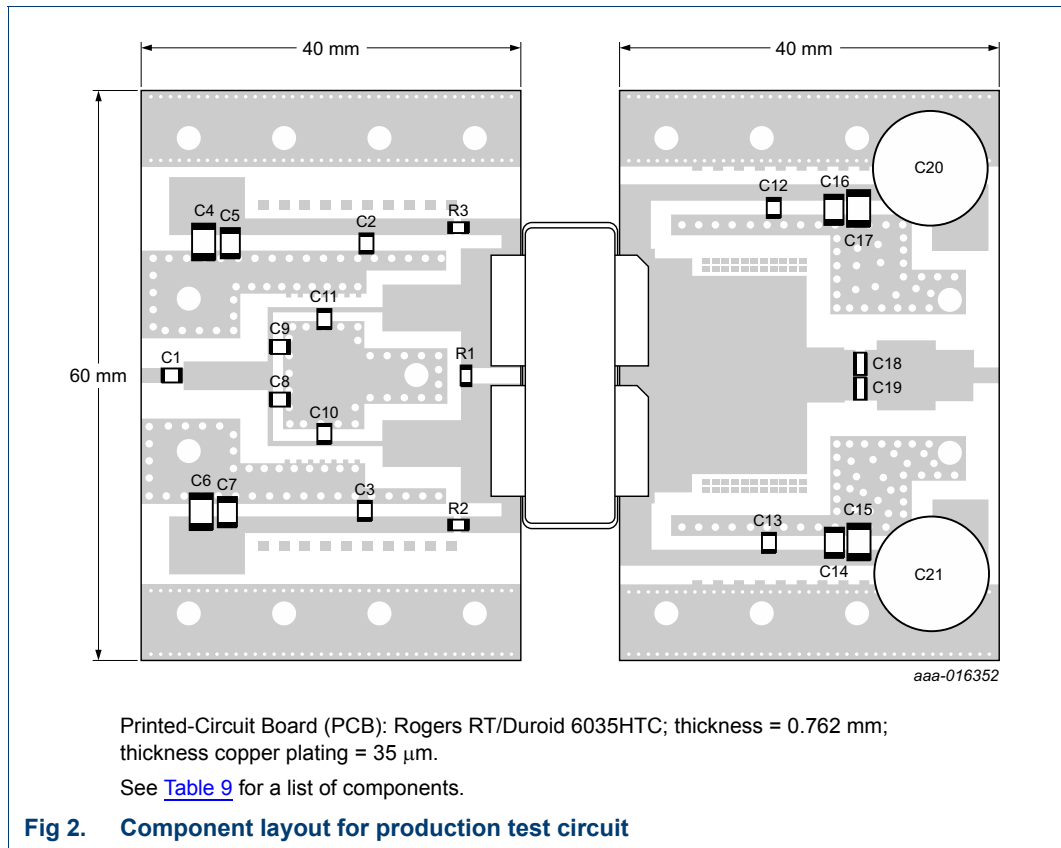 40 mm
40 mm
60 mm
C4
C5
C2
R3
C11
C9
C1
C8
C10
R1
C6
C7
C3
R2
C12
C16
C17
C20
C18
C19
C13
C15
C14
C21
aaa-016352
Printed-Circuit Board (PCB): Rogers RT/Duroid 6035HTC; thickness = 0.762 mm;
thickness copper plating = 35 μm.
See Table 9 for a list of components.
Fig 2. Component layout for production test circuit